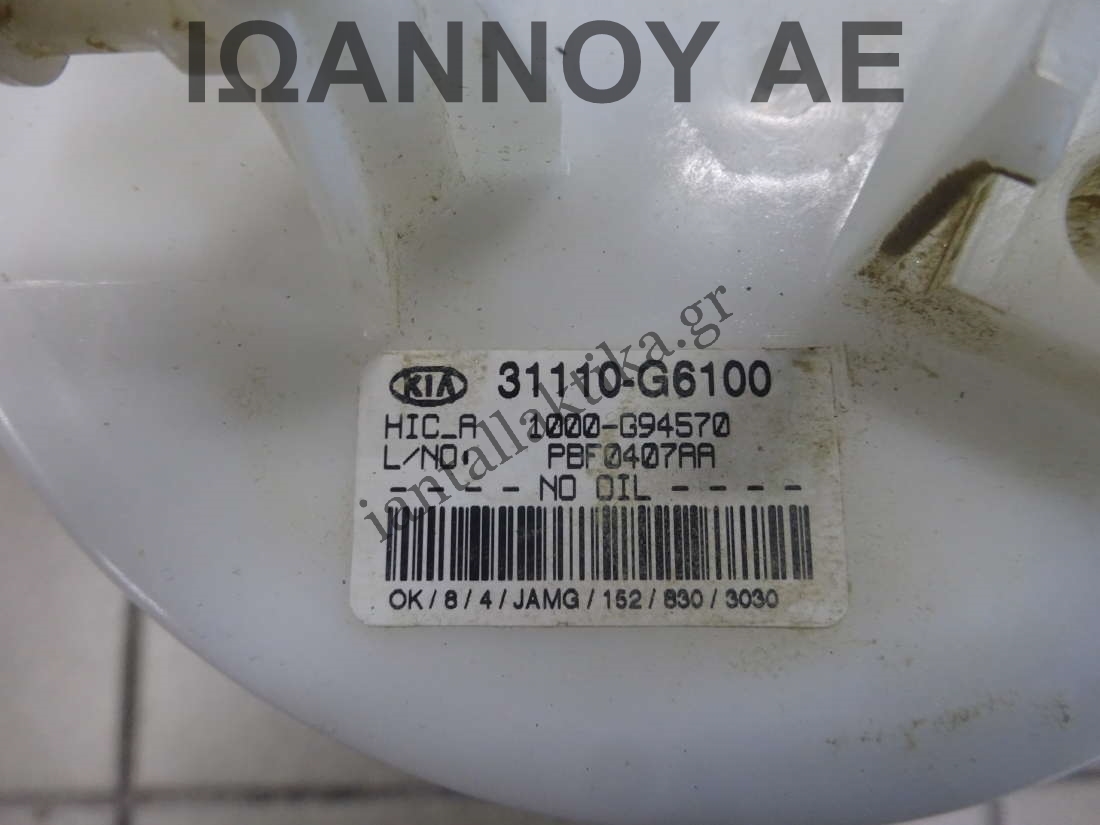 ΙΩΑΝΝΟΥ ΑΕ
iantallaktika.gr
KIA 31110-G6100
HIC_A 1000-G94570
L/NO. PBF0407AA
- - - - NO OIL - - - -
OK / 8 / 4 / JAMG / 152 / 830 / 3030